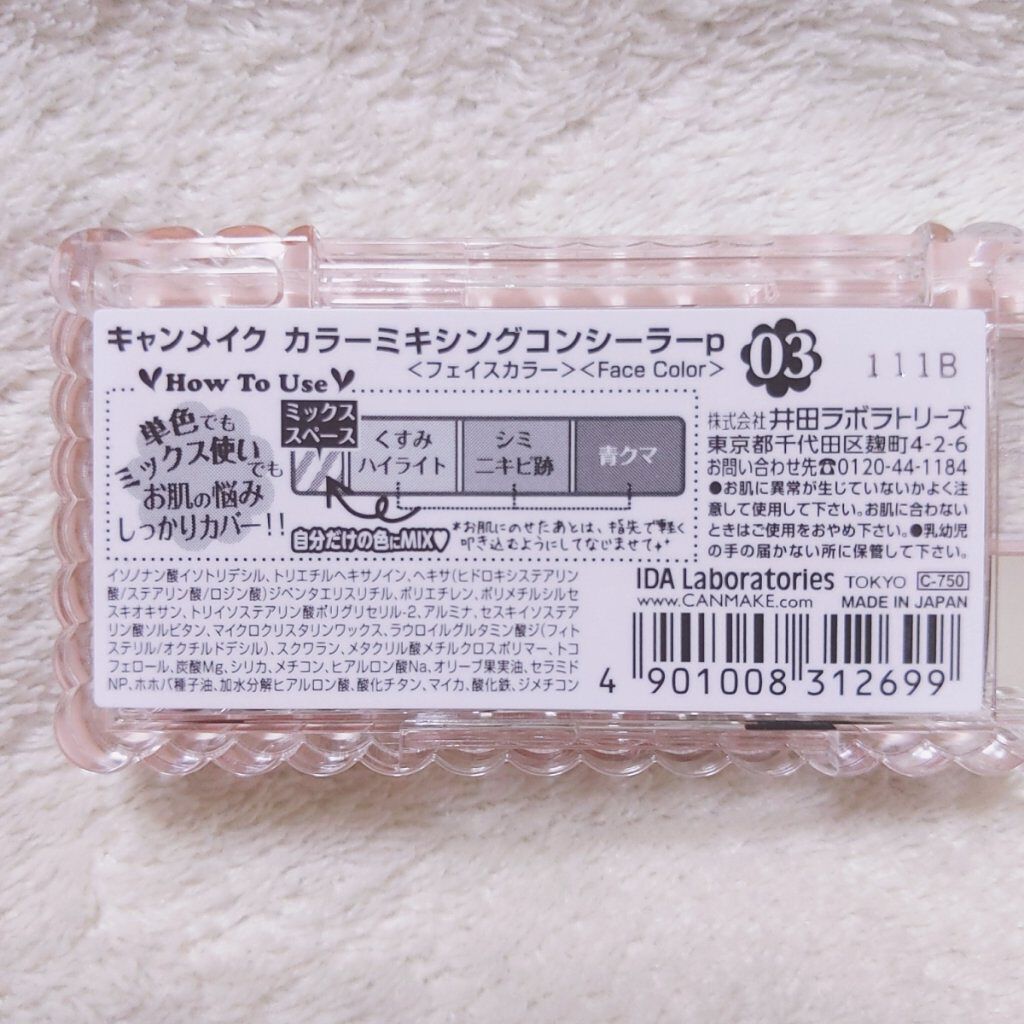 キャンメイク カラーミキシングコンシーラーp
<フェイスカラー><Face Color>
03
111B
How To Use
単色でも
ミックス使いでも
お肌の悩み
しっかりカバー!!
ミックス
スペース
くすみ
ハイライト
シミ
ニキビ跡
青クマ
自分だけの色にMIX♥
*お肌にのせたあとは、指先で軽く
叩き込むようにしてなじませて
株式会社 井田ラボラトリーズ
東京都千代田区麹町4-2-6
お問い合わせ先☎0120-44-1184
●お肌に異常が生じていないかよく注
意して使用して下さい。お肌に合わない
ときはご使用をおやめ下さい。●乳幼児
の手の届かない所に保管して下さい。
イソノナン酸イソトリデシル、トリエチルヘキサノイン、ヘキサ(ヒドロキシステアリン
酸/ステアリン酸/ロジン酸)ジペンタエリスリチル、ポリエチレン、ポリメチルシルセ
スキオキサン、トリイソステアリン酸ポリグリセリル-2、アルミナ、セスキイソステア
リン酸ソルビタン、マイクロクリスタリンワックス、ラウロイルグルタミン酸ジ(フィト
ステリル/オクチルドデシル)、スクワラン、メタクリル酸メチルクロスポリマー、トコ
フェロール、炭酸Mg、シリカ、メチコン、ヒアルロン酸Na、オリーブ果実油、セラミド
NP、ホホバ種子油、加水分解ヒアルロン酸、酸化チタン、マイカ、酸化鉄、ジメチコン
IDA Laboratories TOKYO C-750
www.CANMAKE.com MADE IN JAPAN
4 901008 312699